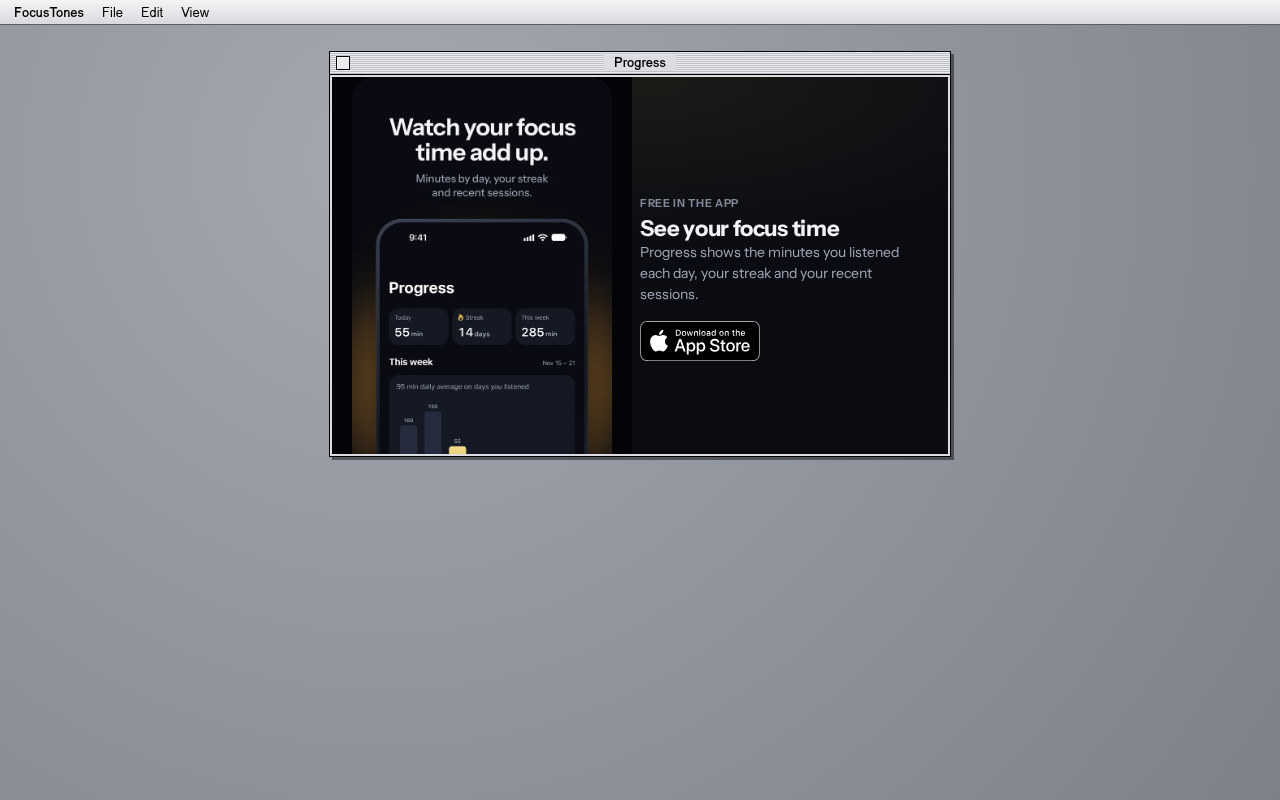 FocusTones File Edit View
Progress
Watch your focus
time add up.
Minutes by day, your streak
and recent sessions.
9:41
Progress
Today
55 min
Streak
14 days
This week
285 min
This week
Nov 15 – 21
95 min daily average on days you listened
100
130
55
FREE IN THE APP
See your focus time
Progress shows the minutes you listened
each day, your streak and your recent
sessions.
Download on the
App Store